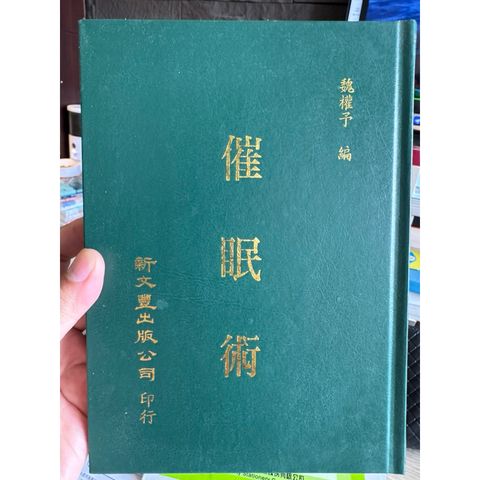 魏權予 編
催眠術
新文豐出版公司 印行